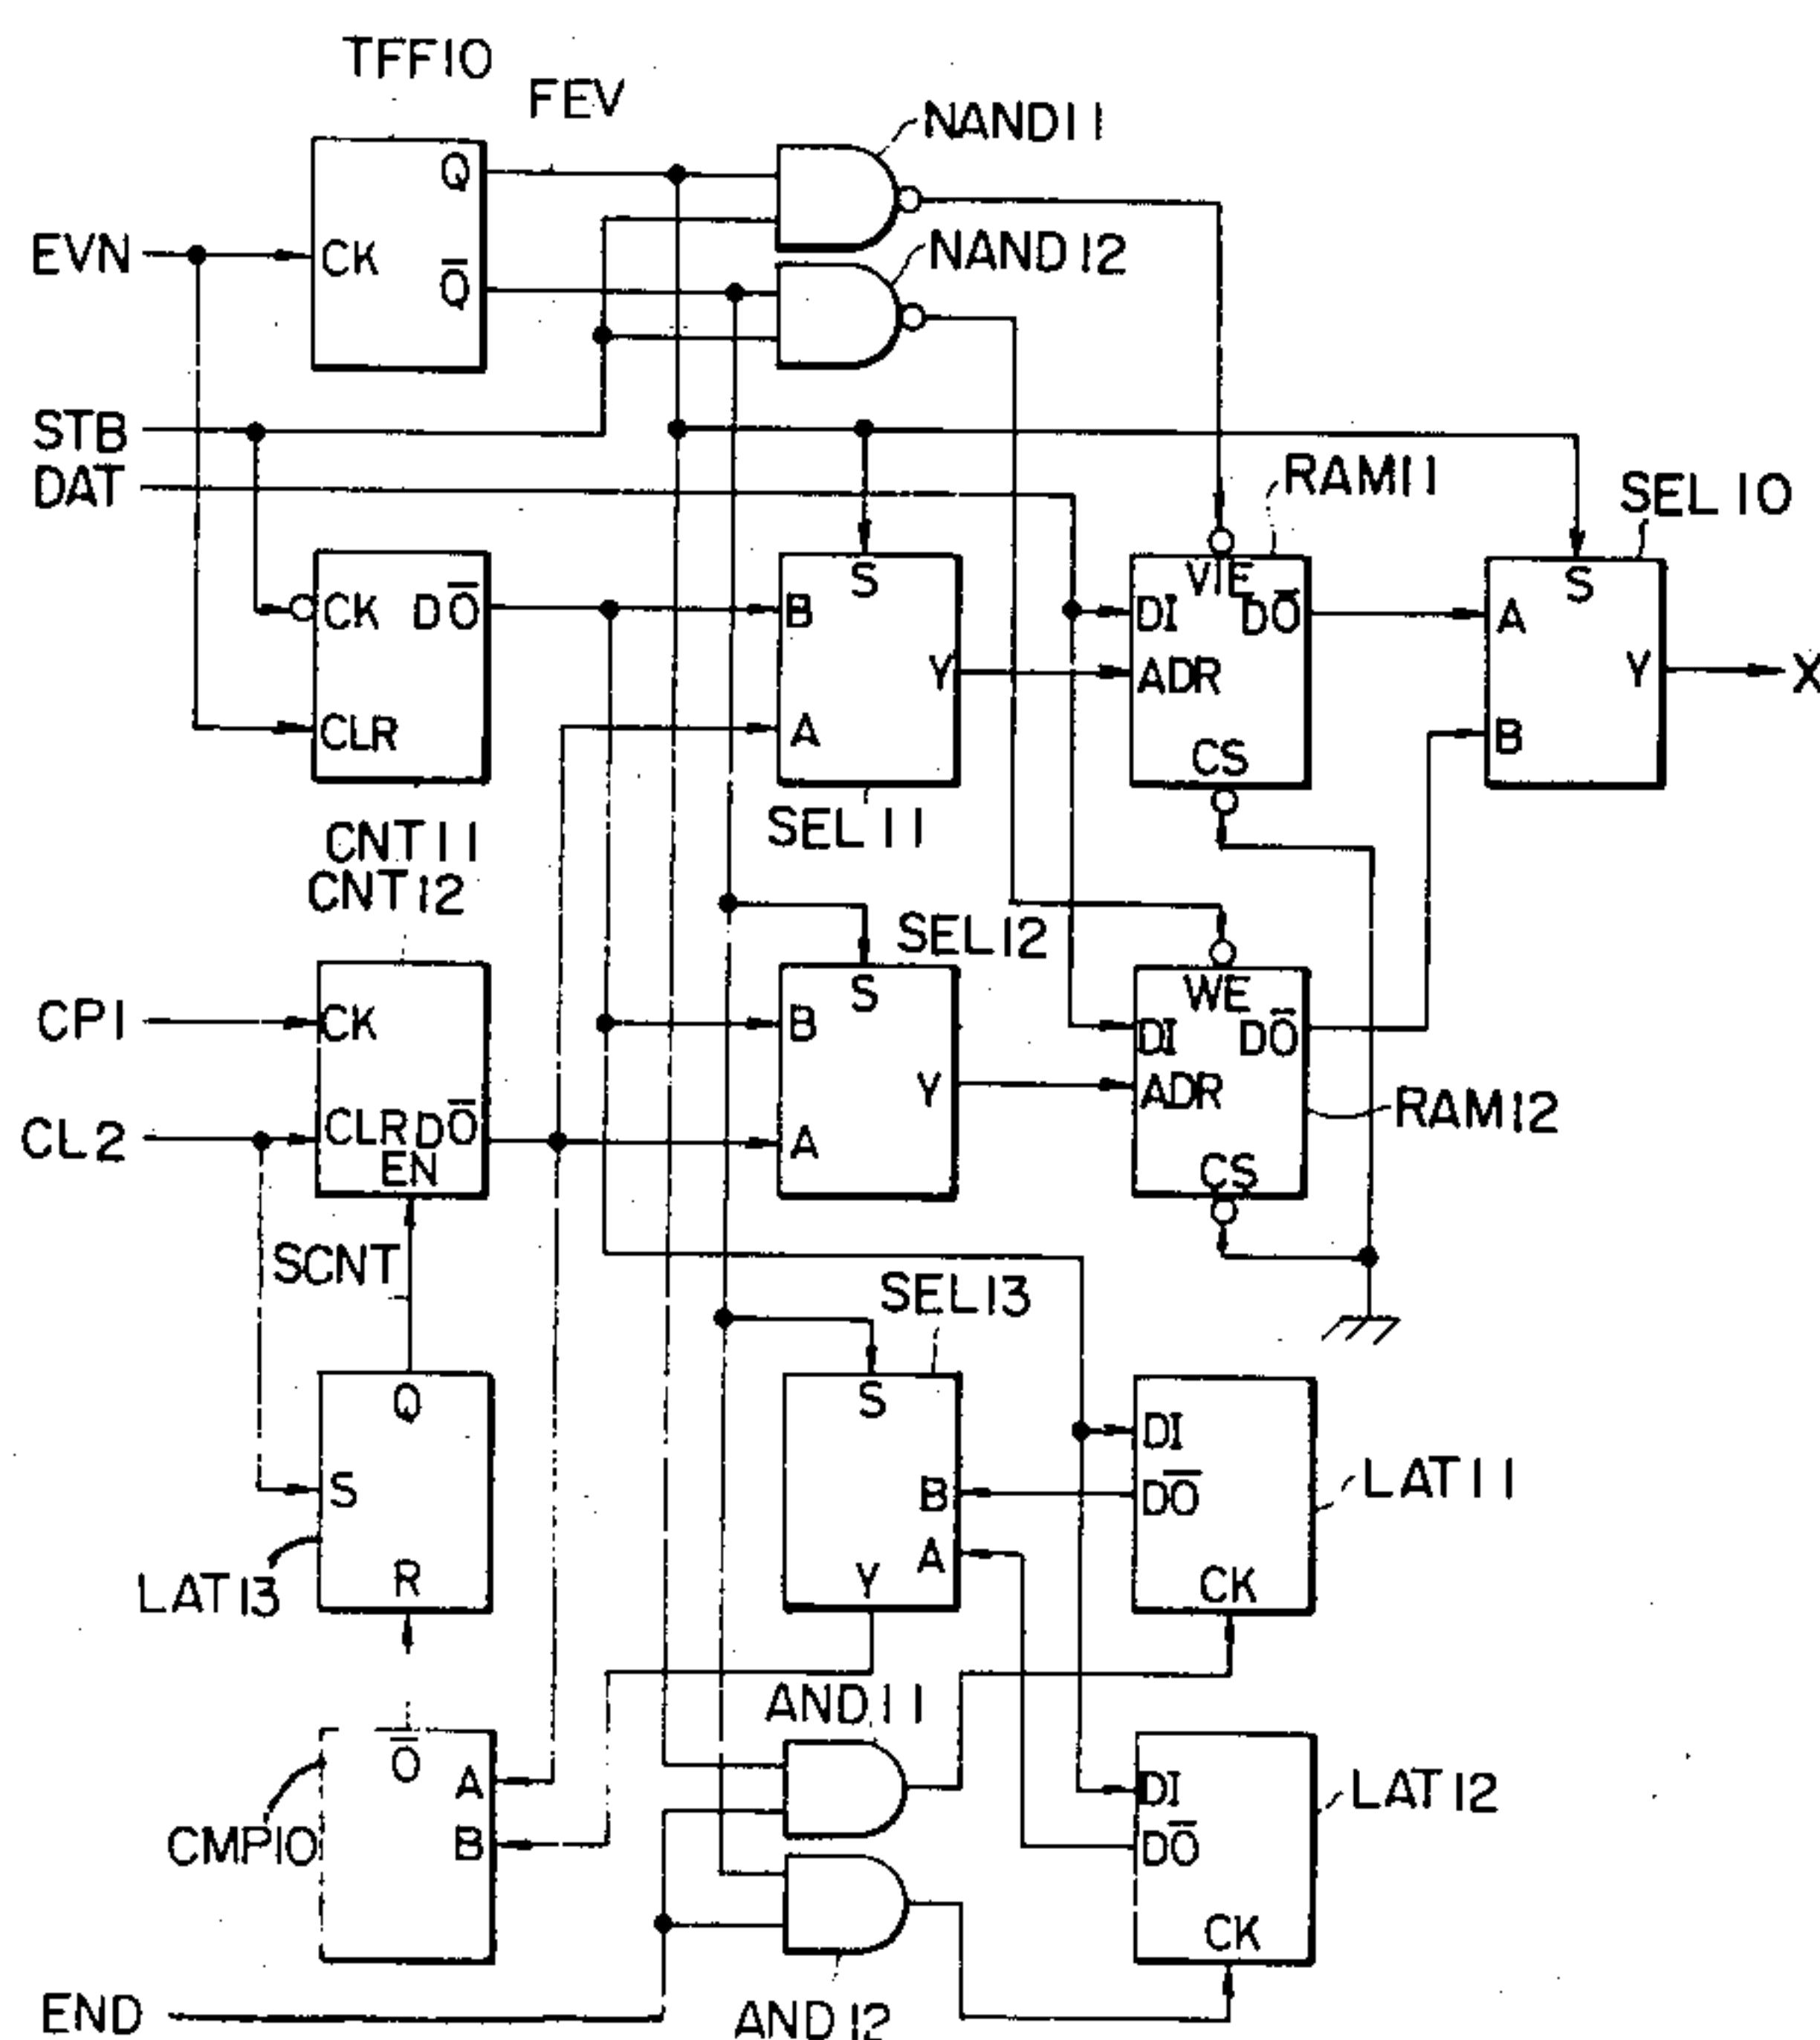 TFF10
FEV
NAND11
Q
EVN
CK
Q̅
NAND12
STB
DAT
RAM11
SEL10
CK
DO̅
CLR
S
B
Y
A
WE
DI
DO̅
ADR
CS
S
A
Y
B
X
SEL11
CNT11
CNT12
SEL12
CP1
CK
CL2
CLR
DO̅
EN
S
B
Y
A
WE
DI
DO̅
ADR
CS
RAM12
SCNT
SEL13
Q
S
R
LAT13
S
B
A
Y
DI
DO̅
CK
LAT11
AND11
O̅
A
B
CMP10
DI
DO̅
CK
LAT12
END
AND12